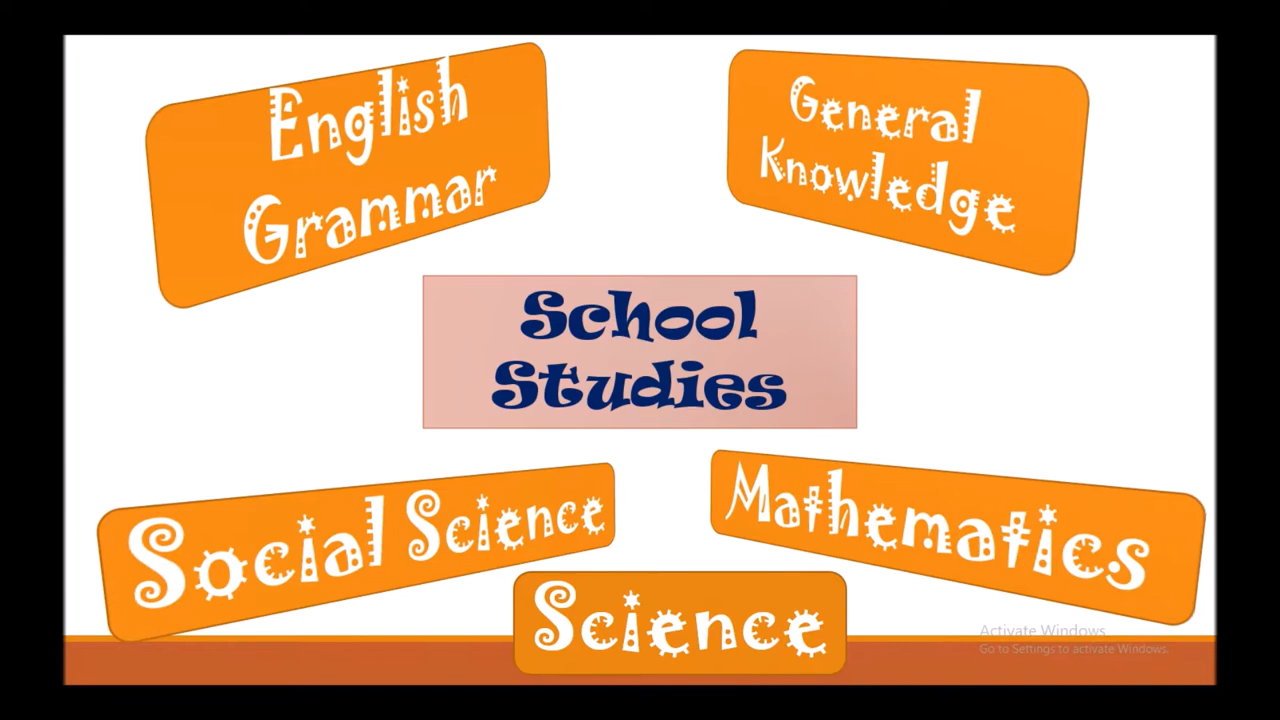 English
Grammar
General
Knowledge
School
Studies
Social Science
Mathematics
Science
Activate Windows
Go to Settings to activate Windows.